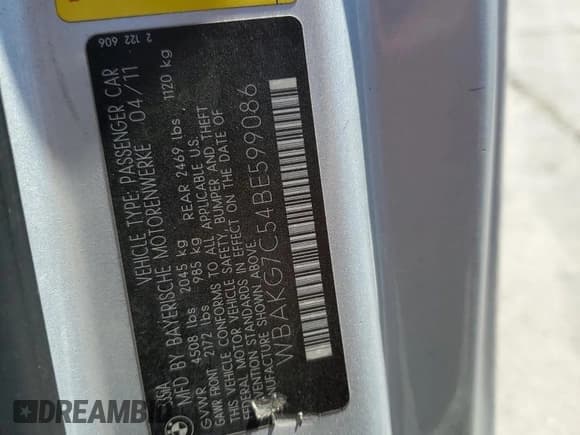 2 122 606
VEHICLE TYPE: PASSENGER CAR
MFD BY BAYERISCHE MOTORENWERKE 04/11
GVWR 4508 lbs 2045 kg REAR 2469 lbs 1120 kg
GAWR FRONT 2172 lbs 985 kg
THIS VEHICLE CONFORMS TO ALL APPLICABLE U.S.
FEDERAL MOTOR VEHICLE SAFETY, BUMPER AND THEFT
PREVENTION STANDARDS IN EFFECT ON THE DATE OF
MANUFACTURE SHOWN ABOVE.
WBAKG7C54BE599086
DREAMBID